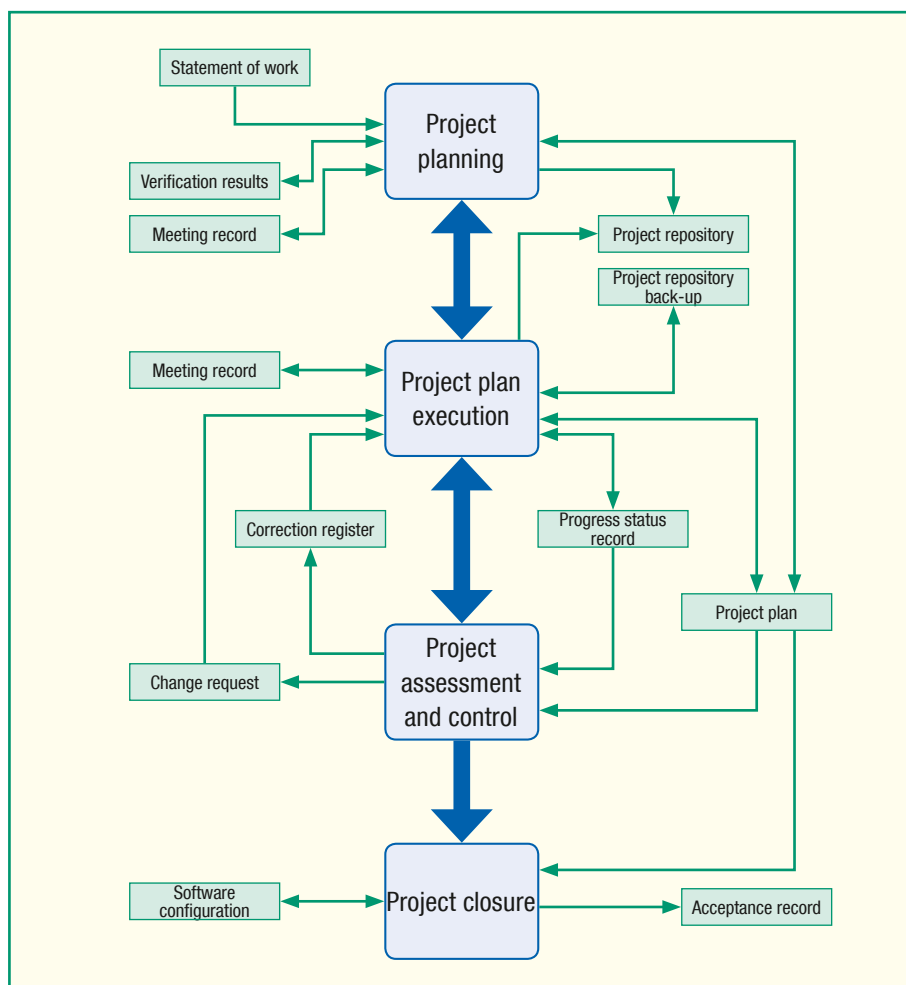 Statement of work
Project
planning
Verification results
Meeting record
Project repository
Project repository
back-up
Meeting record
Project plan
execution
Correction register
Progress status
record
Project plan
Project
assessment
and control
Change request
Software
configuration
Project closure
Acceptance record